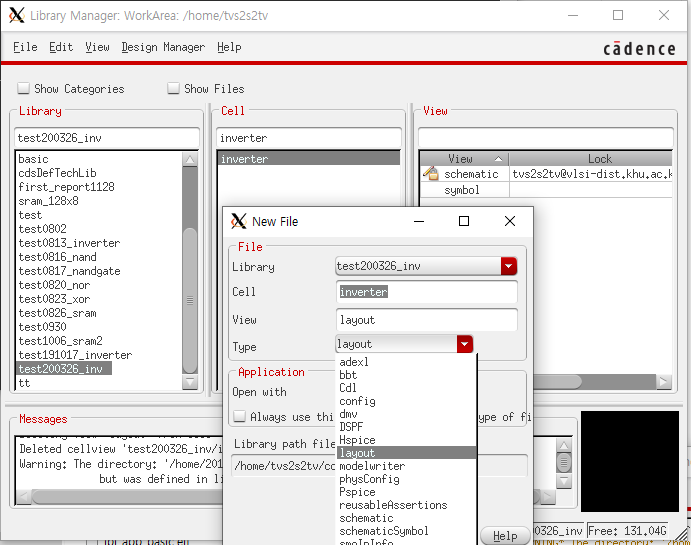 Library Manager: WorkArea: /home/tvs2s2tv
File Edit View Design Manager Help
cādence
Show Categories
Show Files
Library
test200326_inv
basic
cdsDefTechLib
first_report1128
sram_128x8
test
test0802
test0813_inverter
test0816_nand
test0817_nandgate
test0820_nor
test0823_xor
test0826_sram
test0930
test1006_sram2
test191017_inverter
test200326_inv
tt
Cell
inverter
inverter
View
View Lock
schematic tvs2s2tv@vlsi-dist.khu.ac.k
symbol
New File
File
Library test200326_inv
Cell inverter
View layout
Type layout
adexl
bbt
Cdl
config
dmv
DSPF
Hspice
layout
modelwriter
physConfig
Pspice
reusableAssertions
schematic
schematicSymbol
Application
Open with
Always use thi
ype of fi
Library path file
/home/tvs2s2tv/co
Help
Messages
Deleted cellview 'test200326_inv/i
Warning: The directory: '/home/201
but was defined in li
0326_inv Free: 131.04G